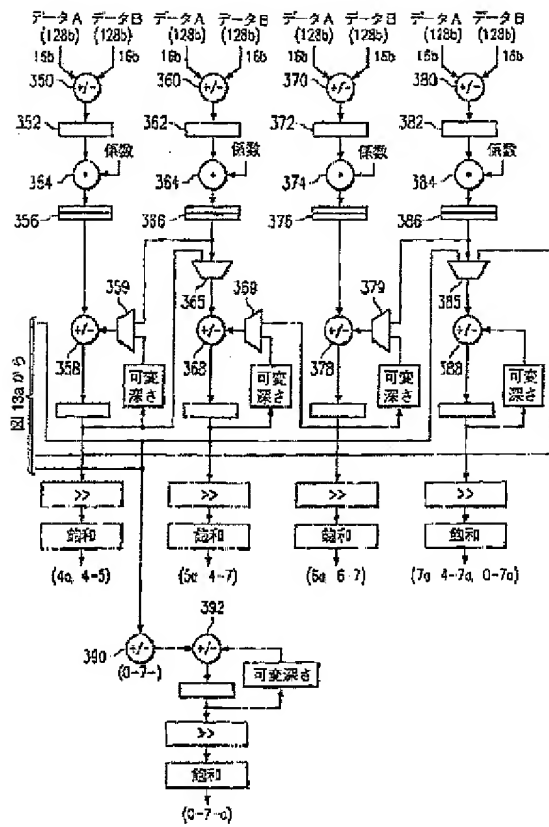 データA データB データA データB データA データB データA データB
(128b) (128b) (128b) (128b) (128b) (128b) (128b) (128b)
16b 16b 16b 16b 16b 16b 16b 16b
350 +/- 360 +/- 370 +/- 380 +/-
352 362 372 382
係数 係数 係数 係数
364 364 374 384
356 366 376 386
359 365 369 379 385
+/- +/- +/- +/-
358 368 378 388
可変深さ 可変深さ 可変深さ 可変深さ
図13aから
>> >> >> >>
飽和 飽和 飽和 飽和
(4a, 4-5) (5a, 4-7) (6a, 6-7) (7a, 4-7a, 0-7a)
392
390 +/- +/-
(0-7-)
可変深さ
>>
飽和
(0-7-c)